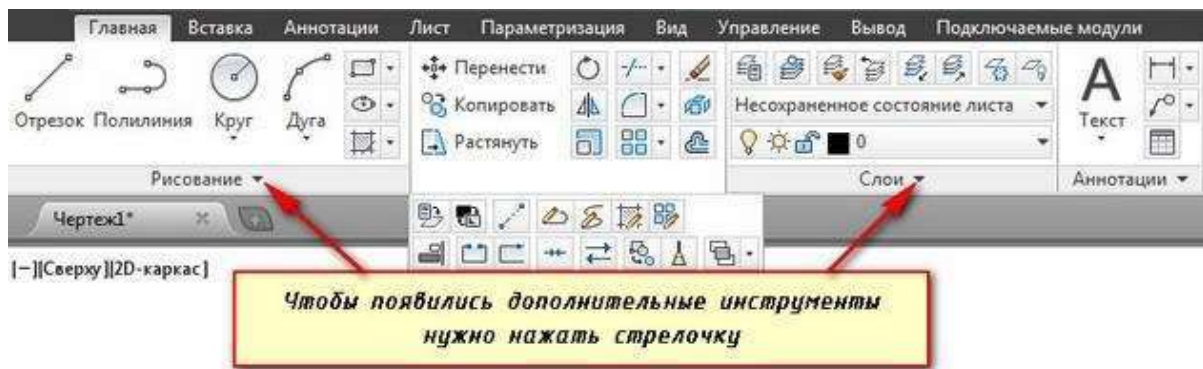 Главная Вставка Аннотации Лист Параметризация Вид Управление Вывод Подключаемые модули
Перенести
Копировать Несохраненное состояние листа
Отрезок Полилиния Круг Дуга Текст
Растянуть 0
Рисование Слои Аннотации
Чертеж1*
[−][Сверху][2D-каркас]
Чтобы появились дополнительные инструменты
нужно нажать стрелочку